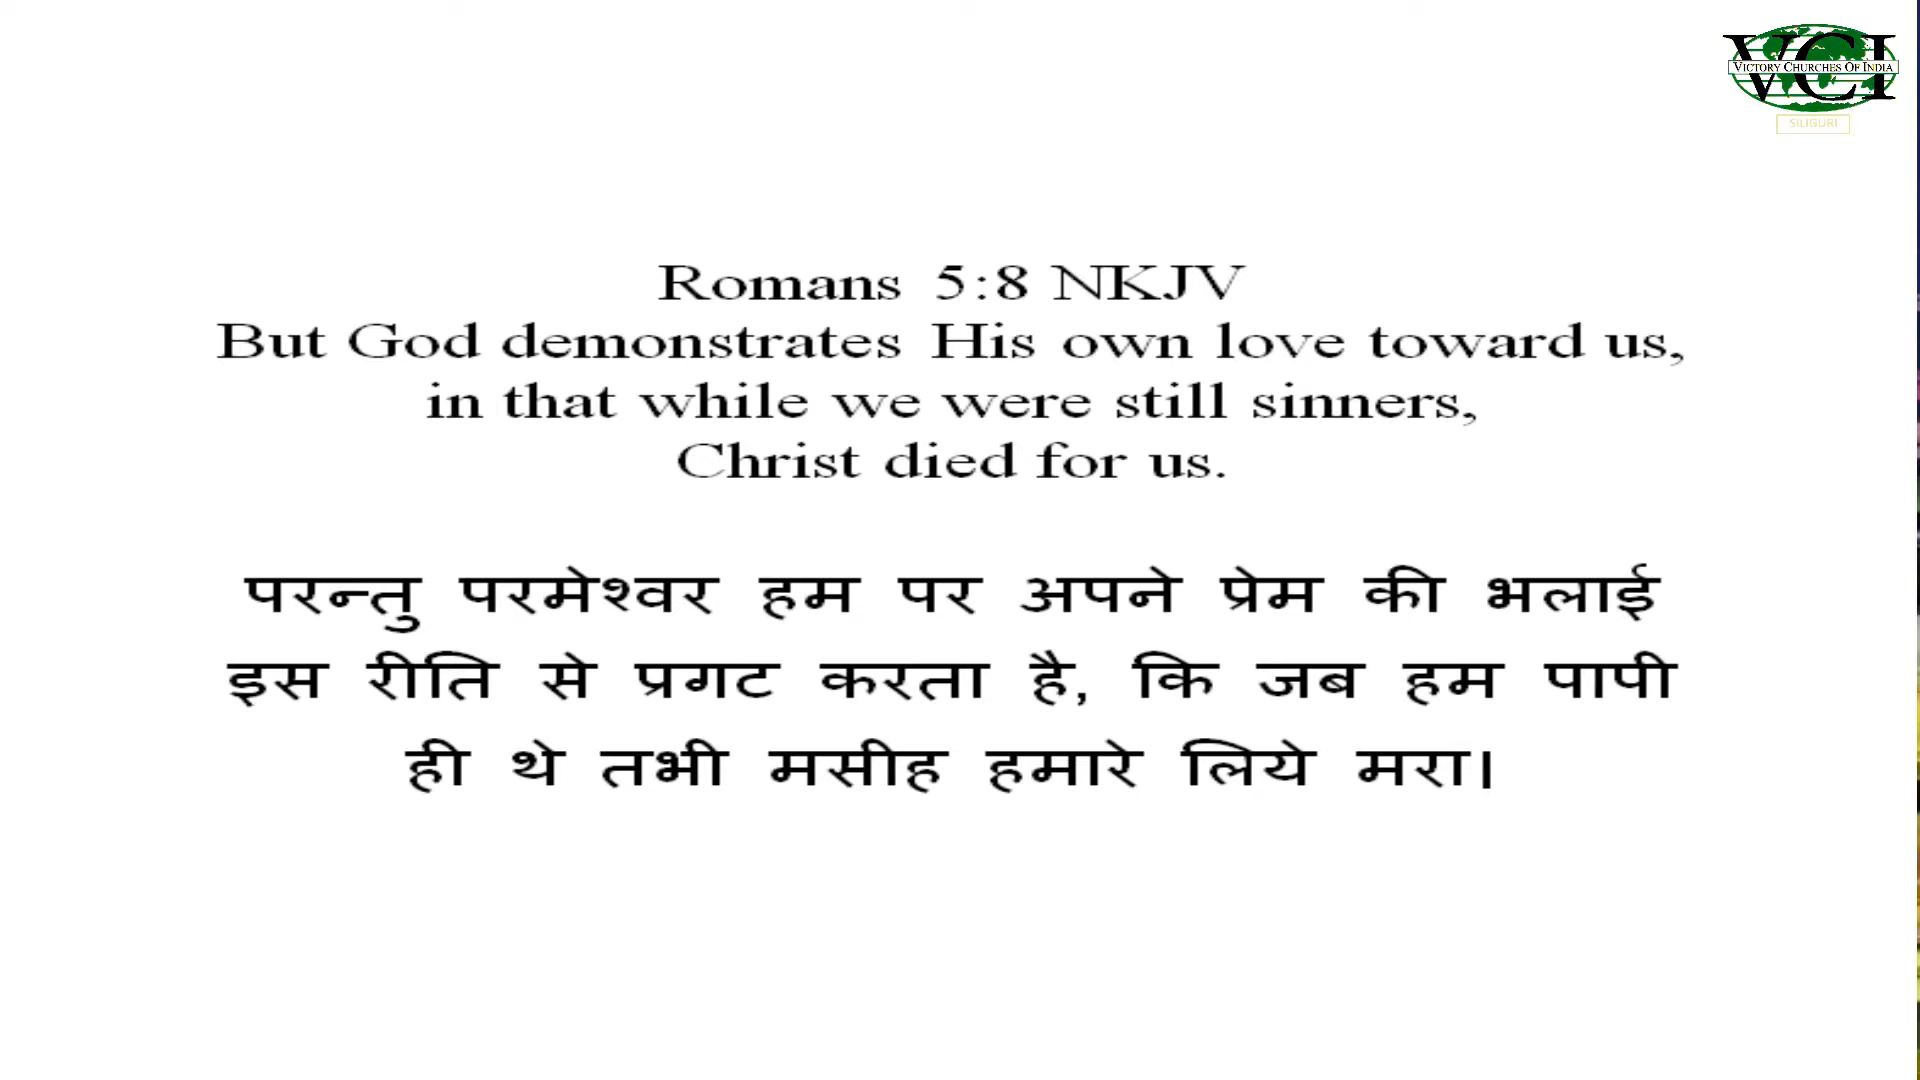 VCI
VICTORY CHURCHES OF INDIA
SILIGURI
Romans 5:8 NKJV
But God demonstrates His own love toward us,
in that while we were still sinners,
Christ died for us.
परन्तु परमेश्वर हम पर अपने प्रेम की भलाई
इस रीति से प्रगट करता है, कि जब हम पापी
ही थे तभी मसीह हमारे लिये मरा।